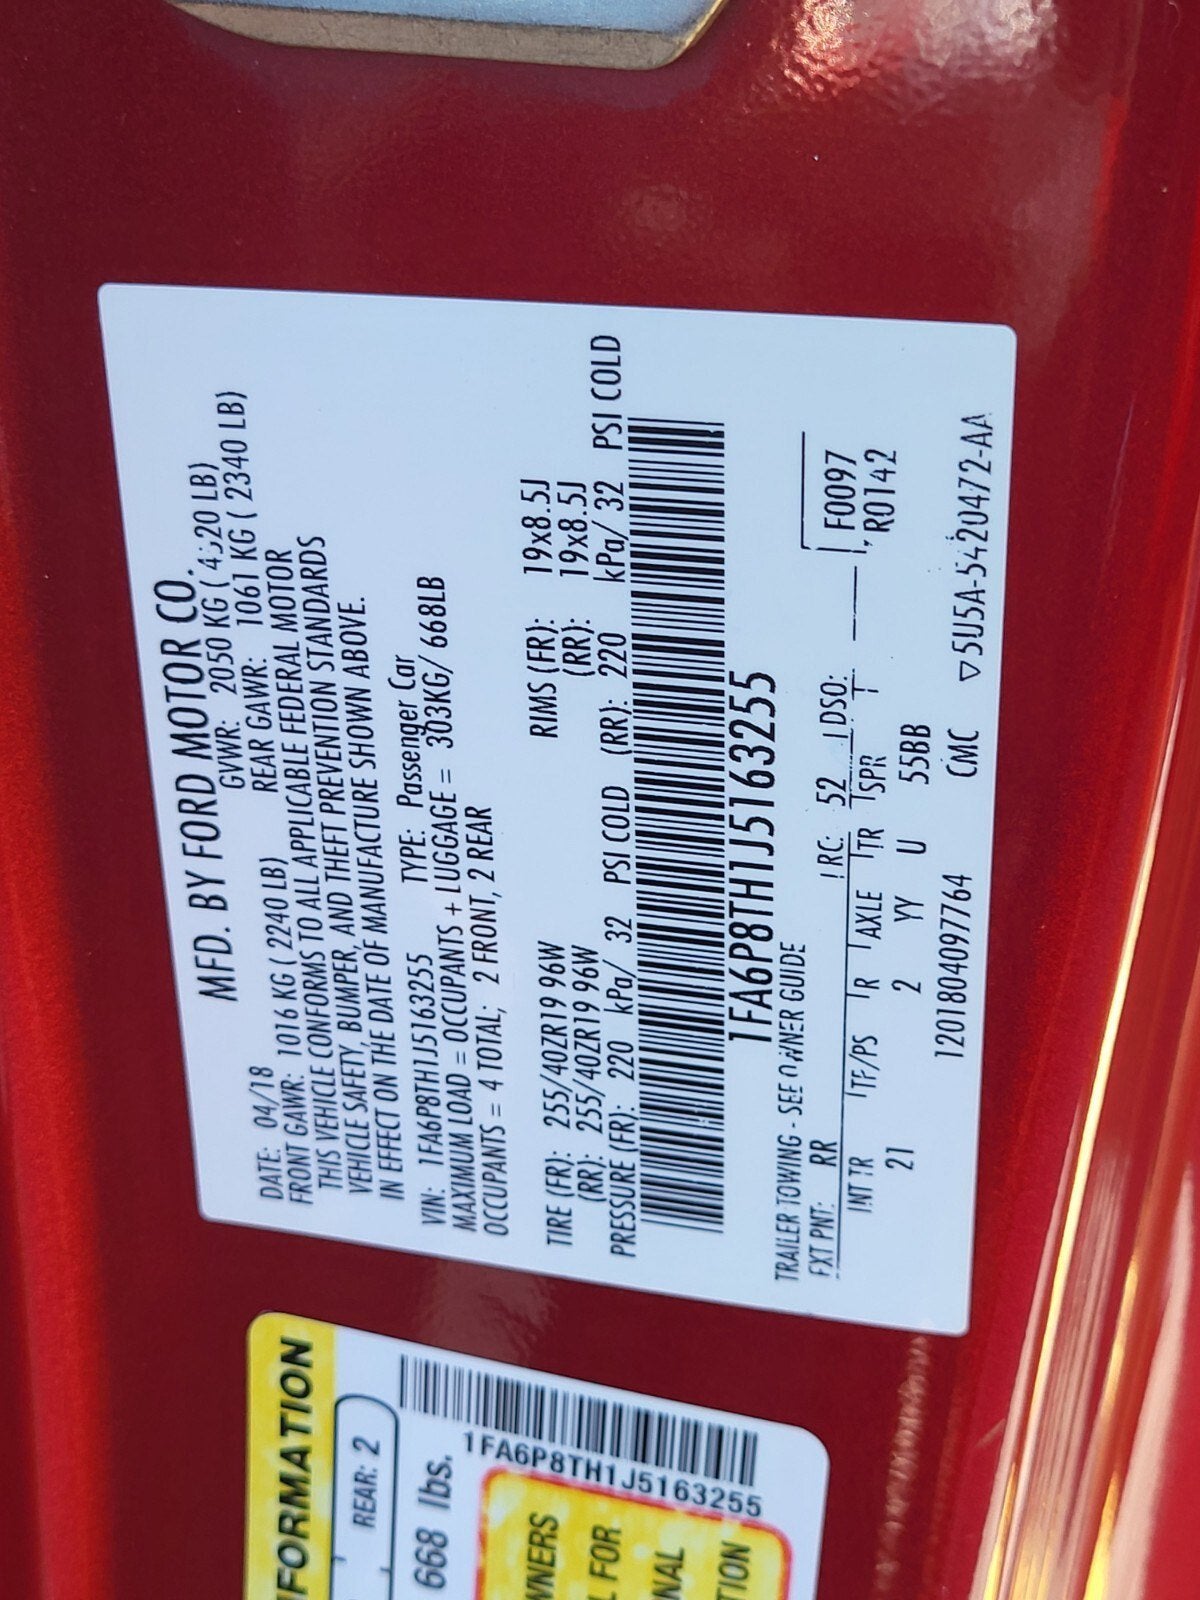 MFD. BY FORD MOTOR CO.
DATE: 04/18 GVWR: 2050 KG ( LB)
FRONT GAWR: 1016 KG ( 2240 LB) REAR GAWR: 1061 KG ( 2340 LB)
THIS VEHICLE CONFORMS TO ALL APPLICABLE FEDERAL MOTOR
VEHICLE SAFETY, BUMPER, AND THEFT PREVENTION STANDARDS
IN EFFECT ON THE DATE OF MANUFACTURE SHOWN ABOVE.
VIN: 1FA6P8TH1J5163255 TYPE: Passenger Car
MAXIMUM LOAD = OCCUPANTS + LUGGAGE = 303KG/ 668LB
OCCUPANTS = 4 TOTAL; 2 FRONT, 2 REAR
TIRE (FR): 255/40ZR19 96W RIMS (FR): 19x8.5J
(RR): 255/40ZR19 96W (RR): 19x8.5J
PRESSURE (FR): 220 kPa/ 32 PSI COLD (RR): 220 kPa/ 32 PSI COLD
1FA6P8TH1J5163255
TRAILER TOWING - SEE OWNER GUIDE
EXT PNT: RR RC: 52 DSO: F0097
INT TR TP/PS R AXLE TR SPR R0142
21 2 YY U 55BB
1201804097764 CMC ▽5U5A-5420472-AA
FORMATION
REAR: 2
668 lbs.
1FA6P8TH1J5163255
WNERS
L FOR
NAL
TION